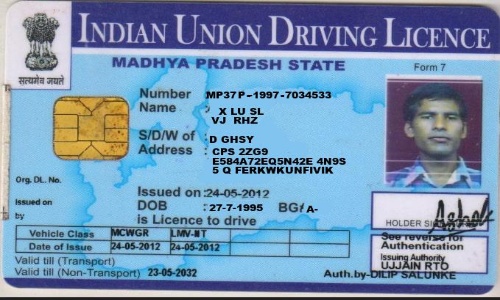 INDIAN UNION DRIVING LICENCE
सत्यमेव जयते
MADHYA PRADESH STATE
Form 7
Number : MP37P-1997-7034533
Name : X LU SL
VJ RHZ
S/D/W of : D GHSY
Address : CPS 2ZG9
E584A72EQ5N42E 4N9S
5 Q FERKWKUNFIVIK
Org. DL. No.
Issued on
by
Issued on :24-05-2012
DOB : 27-7-1995 BG/ A-
is Licence to drive
HOLDER
Ashok
Vehicle Class MCWGR LMV-NT
Date of Issue 24-05-2012 24-05-2012
See reverse for
Authentication
Issuing Authority
UJJAIN RTO
Valid till (Transport)
Valid till (Non-Transport) 23-05-2032
Auth.by-DILIP SALUNKE